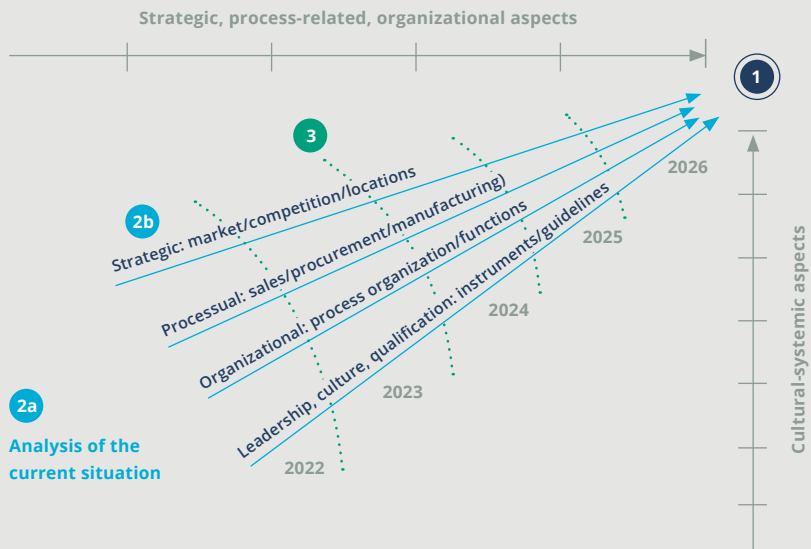 Strategic, process-related, organizational aspects
1
3
2b
Strategic: market/competition/locations
Processual: sales/procurement/manufacturing)
Organizational: process organization/functions
Leadership, culture, qualification: instruments/guidelines
2026
2025
2024
2023
2022
2a
Analysis of the
current situation
Cultural-systemic aspects